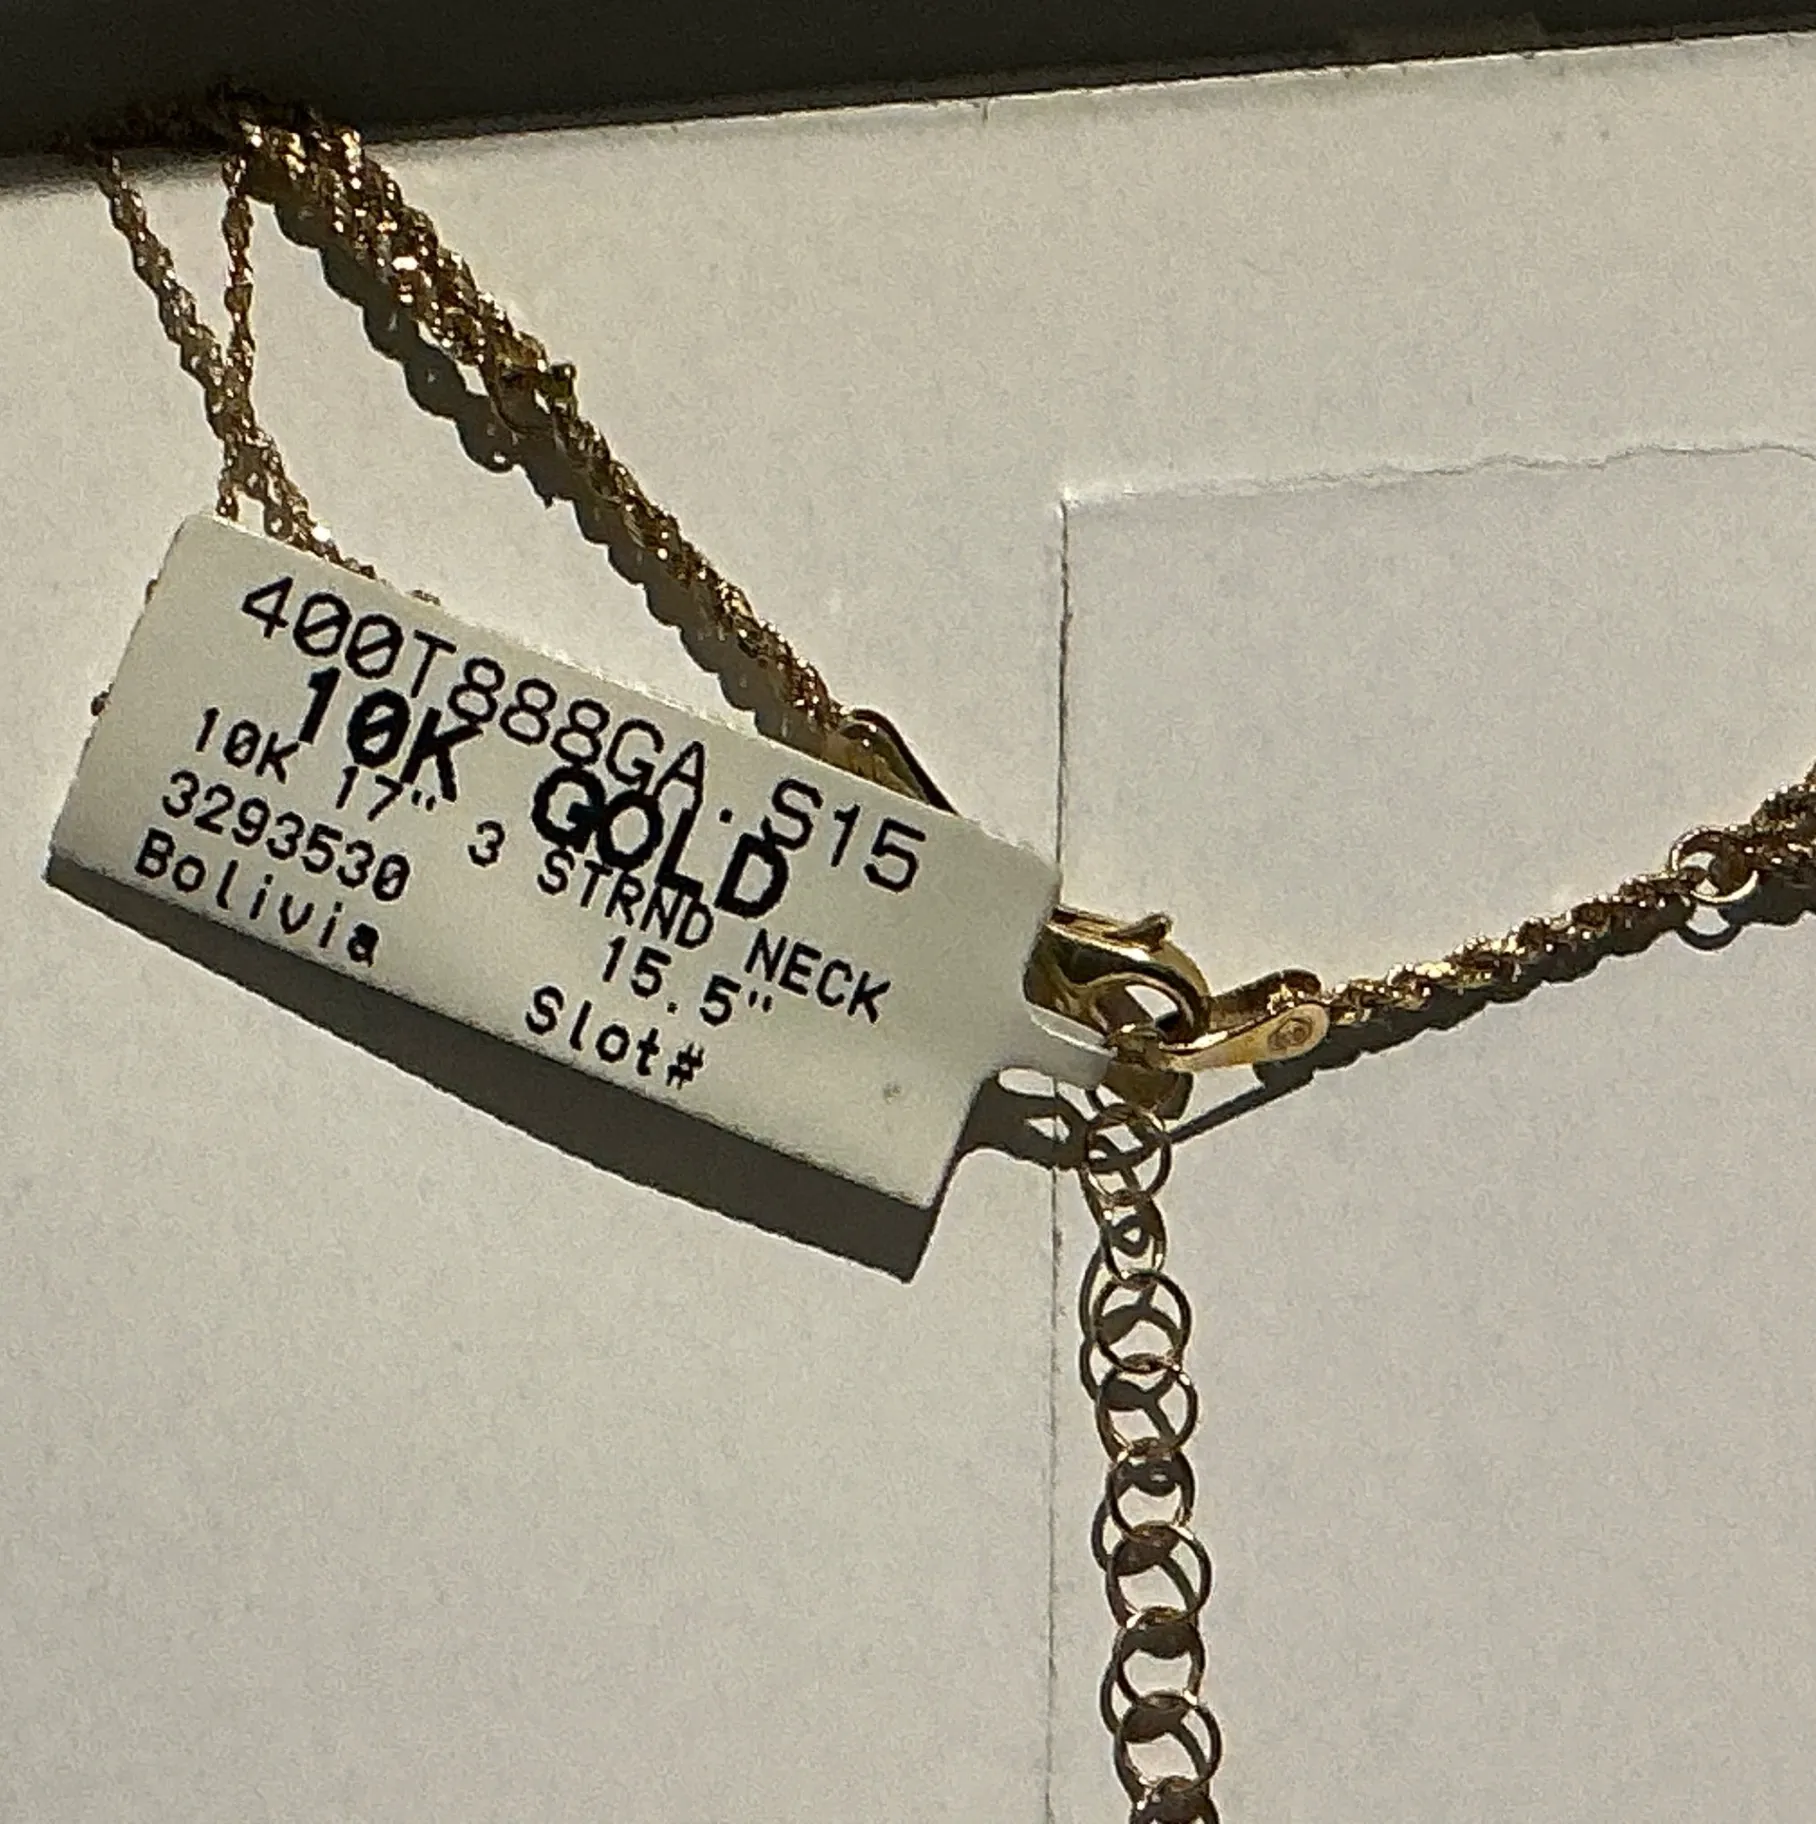 400T888GA.S15
10K GOLD
10K 17" 3 STRND NECK
3293530 15.5"
Bolivia Slot#